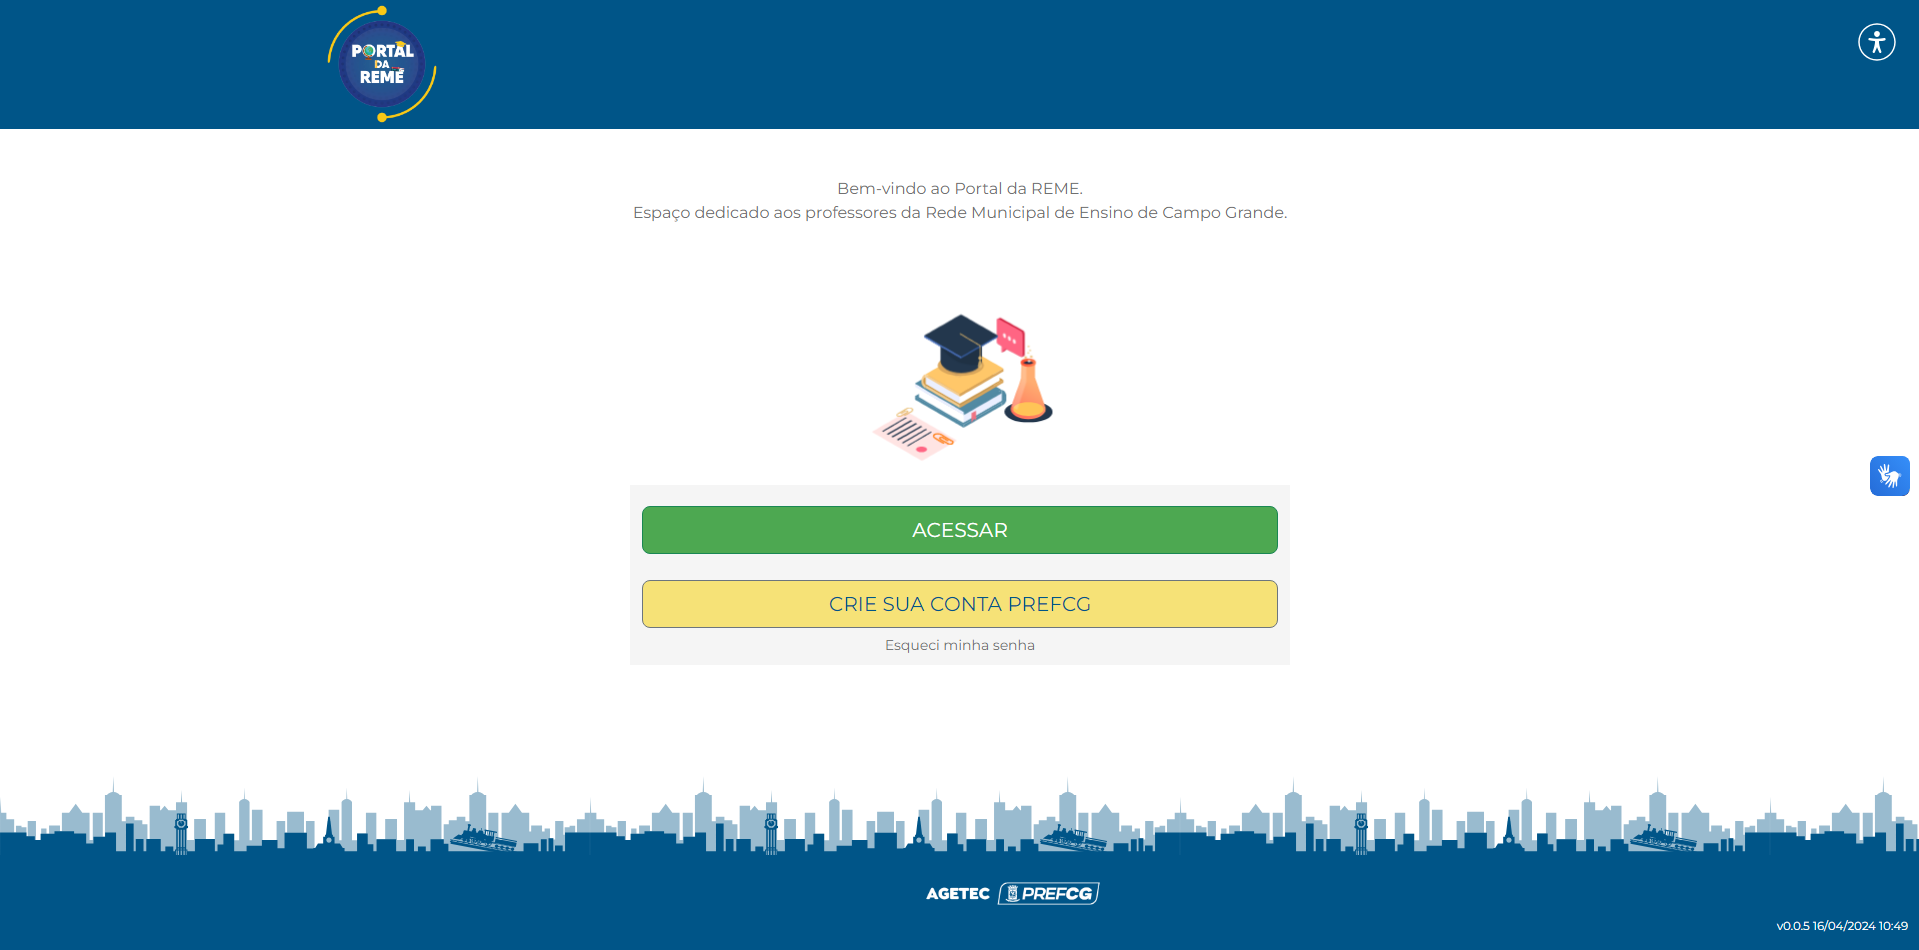 PORTAL
DA
REME
Bem-vindo ao Portal da REME.
Espaço dedicado aos professores da Rede Municipal de Ensino de Campo Grande.
ACESSAR
CRIE SUA CONTA PREFCG
Esqueci minha senha
AGETEC PREFCG
v0.0.5 16/04/2024 10:49